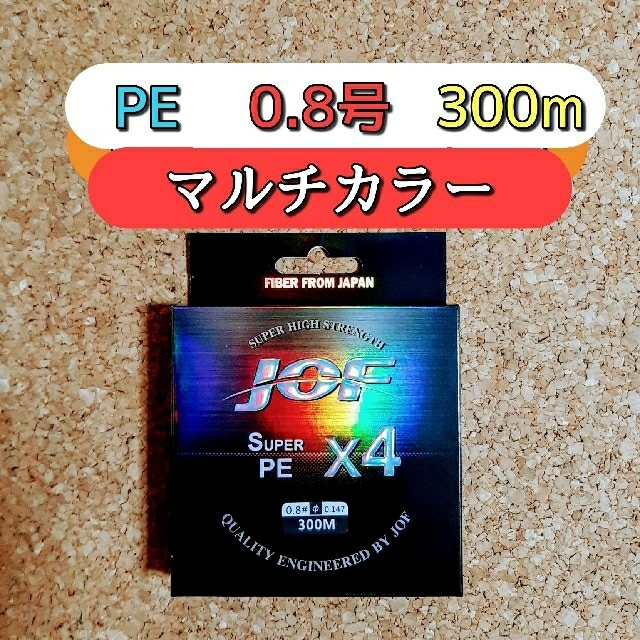 PE 0.8号 300m
マルチカラー
FIBER FROM JAPAN
SUPER HIGH STRENGTH
JOF
SUPER PE X4
0.8# Φ 0.147
300M
QUALITY ENGINEERED BY JOF